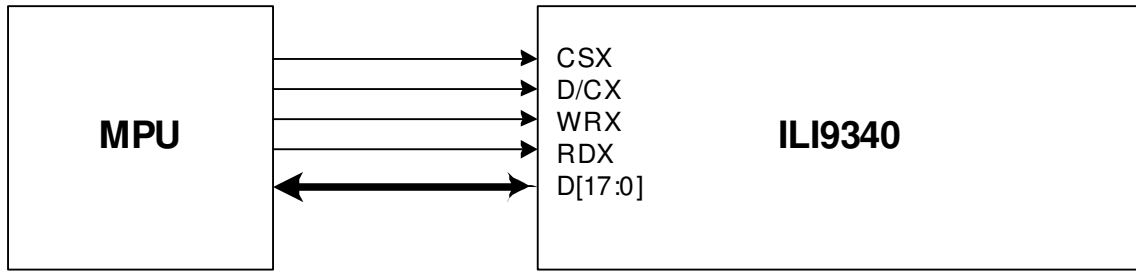 MPU
CSX
D/CX
WRX
RDX
D[17:0]
ILI9340